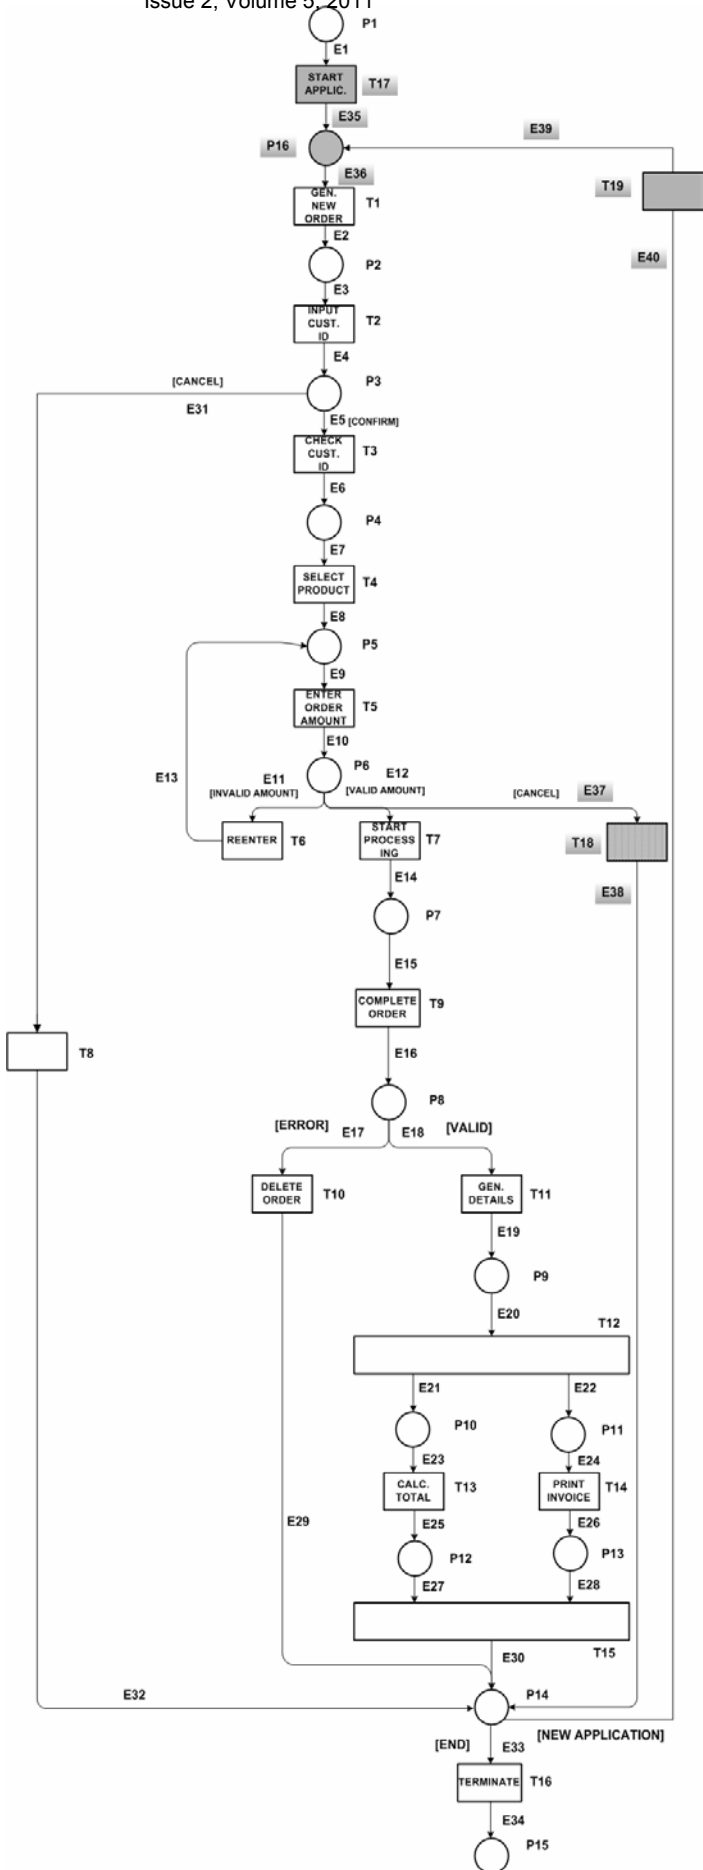 Issue 2, Volume 5, 2011
P1
E1
START
APPLIC.
T17
E35
E39
P16
E36
T19
GEN.
NEW
ORDER
T1
E2
E40
P2
E3
INPUT
CUST.
ID
T2
E4
[CANCEL]
P3
E31
E5 [CONFIRM]
CHECK
CUST.
ID
T3
E6
P4
E7
SELECT
PRODUCT
T4
E8
P5
E9
ENTER
ORDER
AMOUNT
T5
E10
P6
E13
E11
E12
[INVALID AMOUNT]
[VALID AMOUNT]
[CANCEL]
E37
REENTER
T6
START
PROCESS
ING
T7
T18
E14
E38
P7
E15
COMPLETE
ORDER
T9
T8
E16
P8
[ERROR]
E17
E18
[VALID]
DELETE
ORDER
T10
GEN.
DETAILS
T11
E19
P9
E20
T12
E21
E22
P10
P11
E23
E24
CALC.
TOTAL
T13
PRINT
INVOICE
T14
E29
E25
E26
P12
P13
E27
E28
T15
E30
E32
P14
[END]
E33
[NEW APPLICATION]
TERMINATE
T16
E34
P15